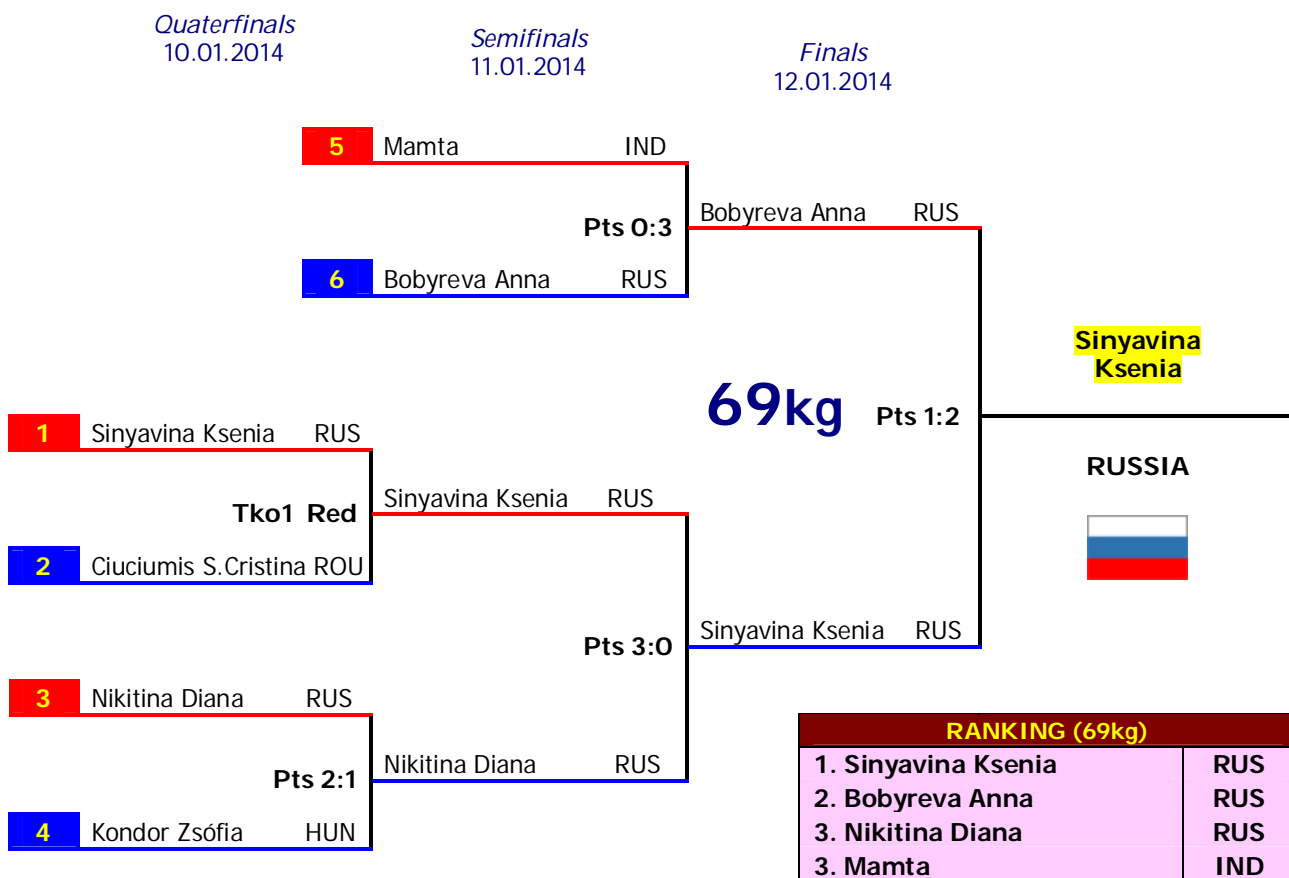 Quaterfinals
10.01.2014
Semifinals
11.01.2014
Finals
12.01.2014
5 Mamta IND
Pts 0:3
Bobyreva Anna RUS
6 Bobyreva Anna RUS
Sinyavina
Ksenia
69kg Pts 1:2
1 Sinyavina Ksenia RUS
RUSSIA
Tko1 Red
Sinyavina Ksenia RUS
2 Ciuciumis S.Cristina ROU
Pts 3:0
Sinyavina Ksenia RUS
3 Nikitina Diana RUS
Pts 2:1
Nikitina Diana RUS
4 Kondor Zsófia HUN
RANKING (69kg)
1. Sinyavina Ksenia RUS
2. Bobyreva Anna RUS
3. Nikitina Diana RUS
3. Mamta IND